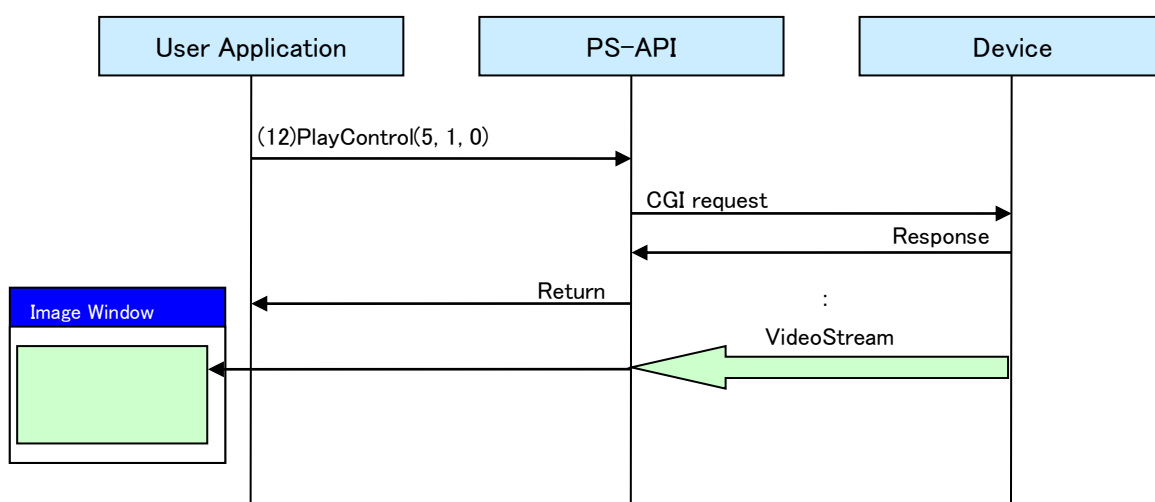 User Application
PS-API
Device
(12)PlayControl(5, 1, 0)
CGI request
Response
Return
:
Image Window
VideoStream